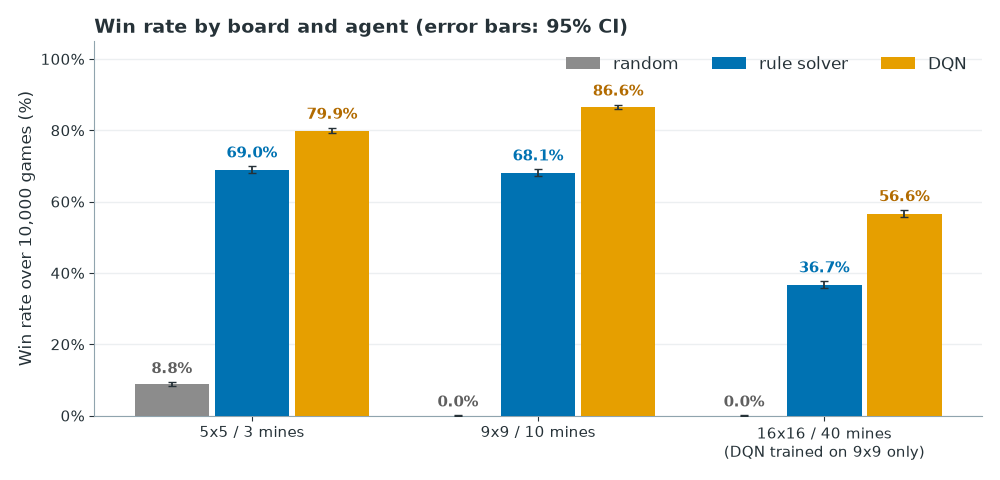 Win rate by board and agent (error bars: 95% CI)
random
rule solver
DQN
Win rate over 10,000 games (%)
100%
80%
60%
40%
20%
0%
8.8%
69.0%
79.9%
0.0%
68.1%
86.6%
0.0%
36.7%
56.6%
5x5 / 3 mines
9x9 / 10 mines
16x16 / 40 mines
(DQN trained on 9x9 only)